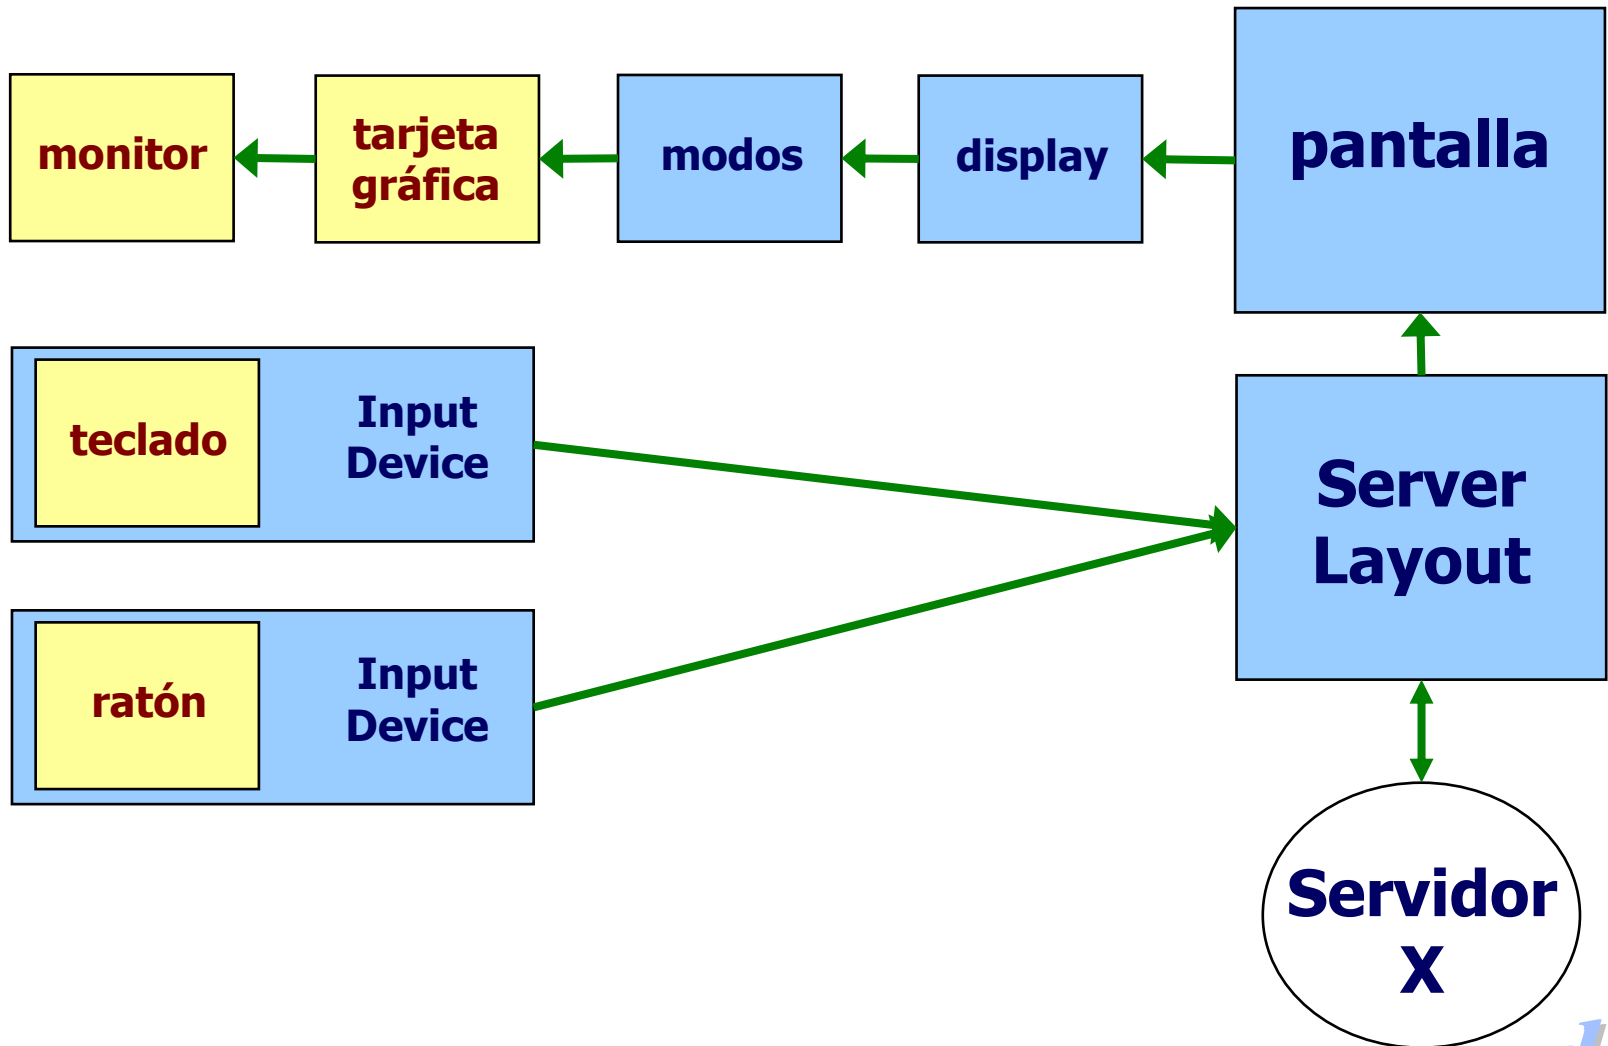 monitor
tarjeta
gráfica
modos
display
pantalla
teclado
Input
Device
Server
Layout
ratón
Input
Device
Servidor
X